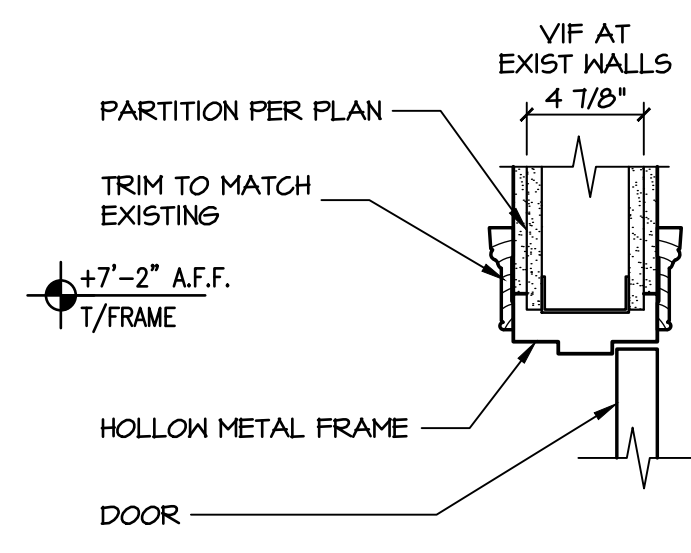 VIF AT
EXIST WALLS
4 7/8"
PARTITION PER PLAN
TRIM TO MATCH
EXISTING
+7'-2" A.F.F.
T/FRAME
HOLLOW METAL FRAME
DOOR